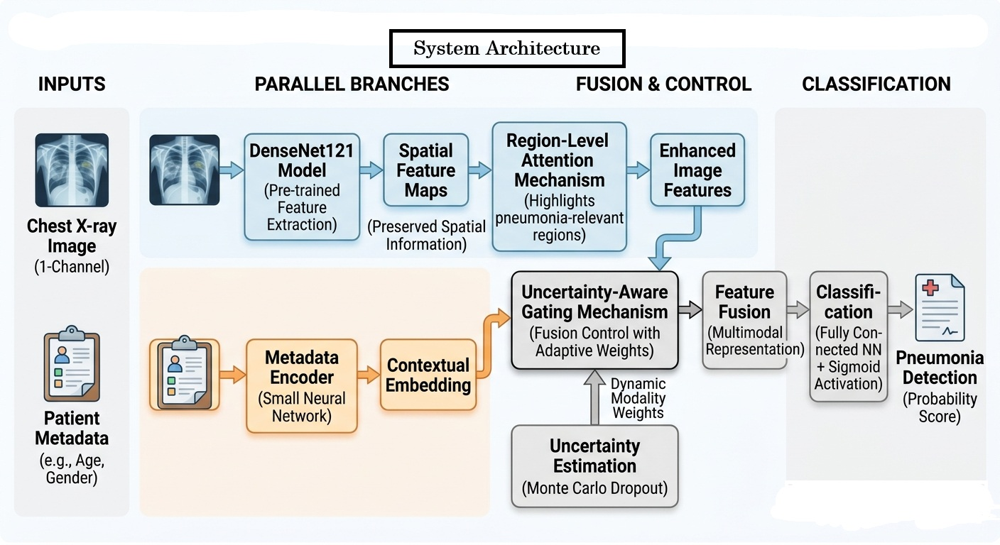 System Architecture
INPUTS
PARALLEL BRANCHES
FUSION & CONTROL
CLASSIFICATION
Chest X-ray
Image
(1-Channel)
Patient
Metadata
(e.g., Age,
Gender)
DenseNet121
Model
(Pre-trained
Feature
Extraction)
Spatial
Feature
Maps
(Preserved Spatial
Information)
Region-Level
Attention
Mechanism
(Highlights
pneumonia-relevant
regions)
Enhanced
Image
Features
Metadata
Encoder
(Small Neural
Network)
Contextual
Embedding
Uncertainty-Aware
Gating Mechanism
(Fusion Control with
Adaptive Weights)
Dynamic
Modality
Weights
Uncertainty
Estimation
(Monte Carlo Dropout)
Feature
Fusion
(Multimodal
Representation)
Classifi-
cation
(Fully Con-
nected NN
+ Sigmoid
Activation)
Pneumonia
Detection
(Probability
Score)